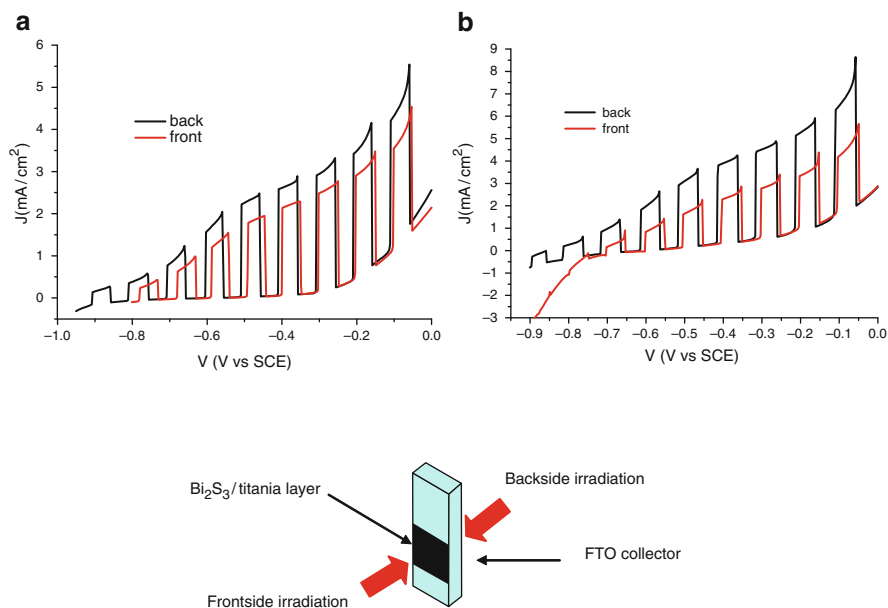 a
6
5
4
3
2
1
0
J(mA/cm²)
back
front
−1.0
−0.8
−0.6
−0.4
−0.2
0.0
V (V vs SCE)
b
9
8
7
6
5
4
3
2
1
0
−1
−2
−3
J(mA/cm²)
back
front
−0.9
−0.8
−0.7
−0.6
−0.5
−0.4
−0.3
−0.2
−0.1
0.0
V (V vs SCE)
Bi₂S₃/titania layer
Backside irradiation
FTO collector
Frontside irradiation